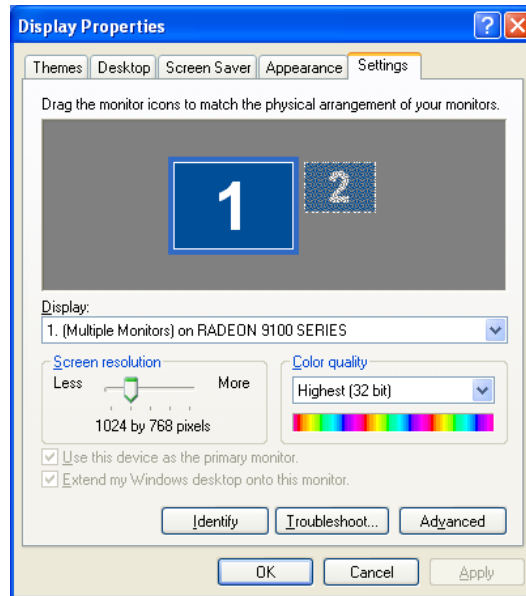 Display Properties
Themes Desktop Screen Saver Appearance Settings
Drag the monitor icons to match the physical arrangement of your monitors.
1 2
Display:
1. (Multiple Monitors) on RADEON 9100 SERIES
Screen resolution Color quality
Less More Highest (32 bit)
1024 by 768 pixels
Use this device as the primary monitor.
Extend my Windows desktop onto this monitor.
Identify Troubleshoot... Advanced
OK Cancel Apply